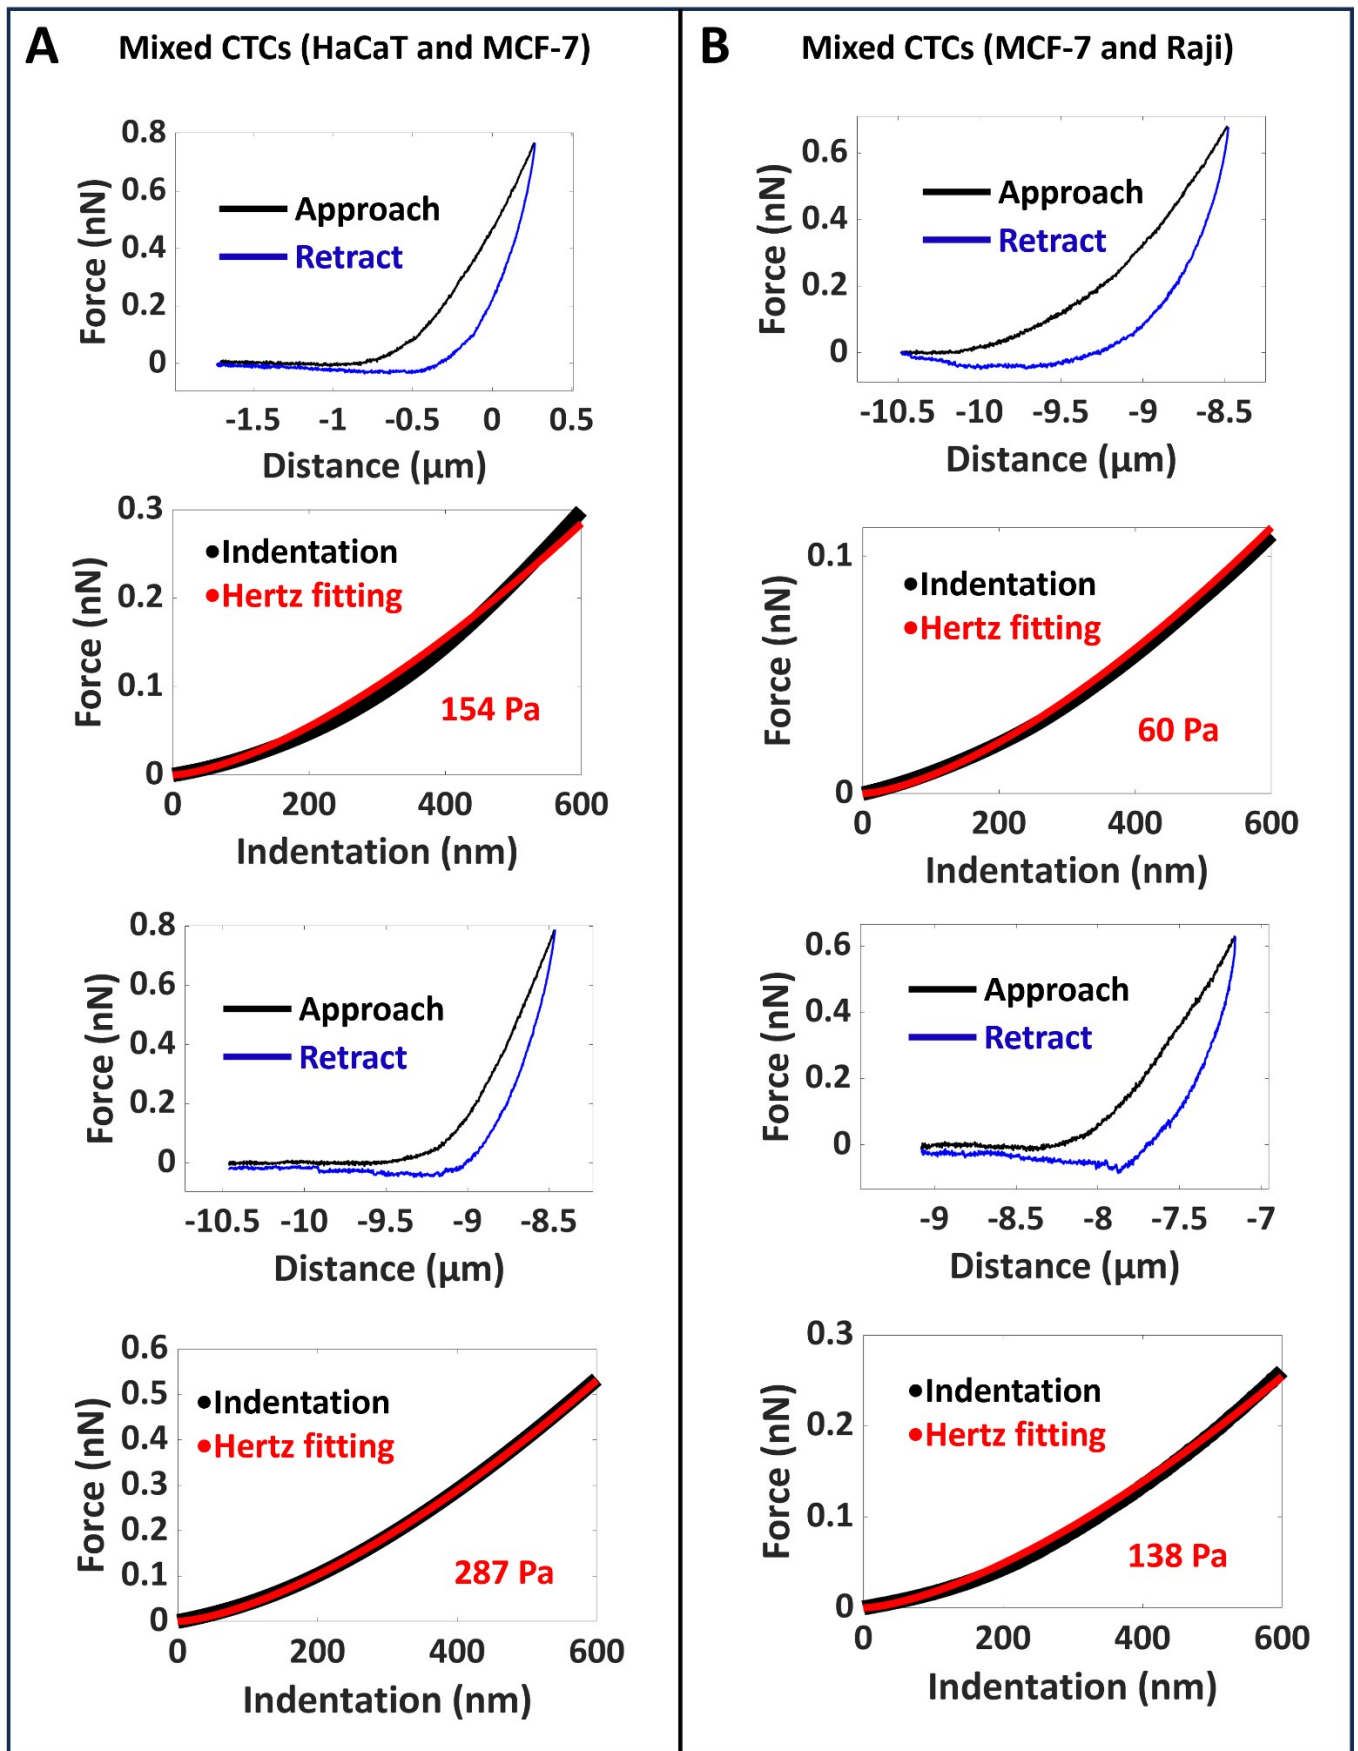 A Mixed CTCs (HaCaT and MCF-7)
0.8
0.6
0.4
0.2
0
Force (nN)
Approach
Retract
-1.5 -1 -0.5 0 0.5
Distance (µm)
0.3
0.2
0.1
0
Force (nN)
•Indentation
•Hertz fitting
154 Pa
0 200 400 600
Indentation (nm)
0.8
0.6
0.4
0.2
0
Force (nN)
Approach
Retract
-10.5 -10 -9.5 -9 -8.5
Distance (µm)
0.6
0.5
0.4
0.3
0.2
0.1
0
Force (nN)
•Indentation
•Hertz fitting
287 Pa
0 200 400 600
Indentation (nm)
B Mixed CTCs (MCF-7 and Raji)
0.6
0.4
0.2
0
Force (nN)
Approach
Retract
-10.5 -10 -9.5 -9 -8.5
Distance (µm)
0.1
0
Force (nN)
•Indentation
•Hertz fitting
60 Pa
0 200 400 600
Indentation (nm)
0.6
0.4
0.2
0
Force (nN)
Approach
Retract
-9 -8.5 -8 -7.5 -7
Distance (µm)
0.3
0.2
0.1
0
Force (nN)
•Indentation
•Hertz fitting
138 Pa
0 200 400 600
Indentation (nm)